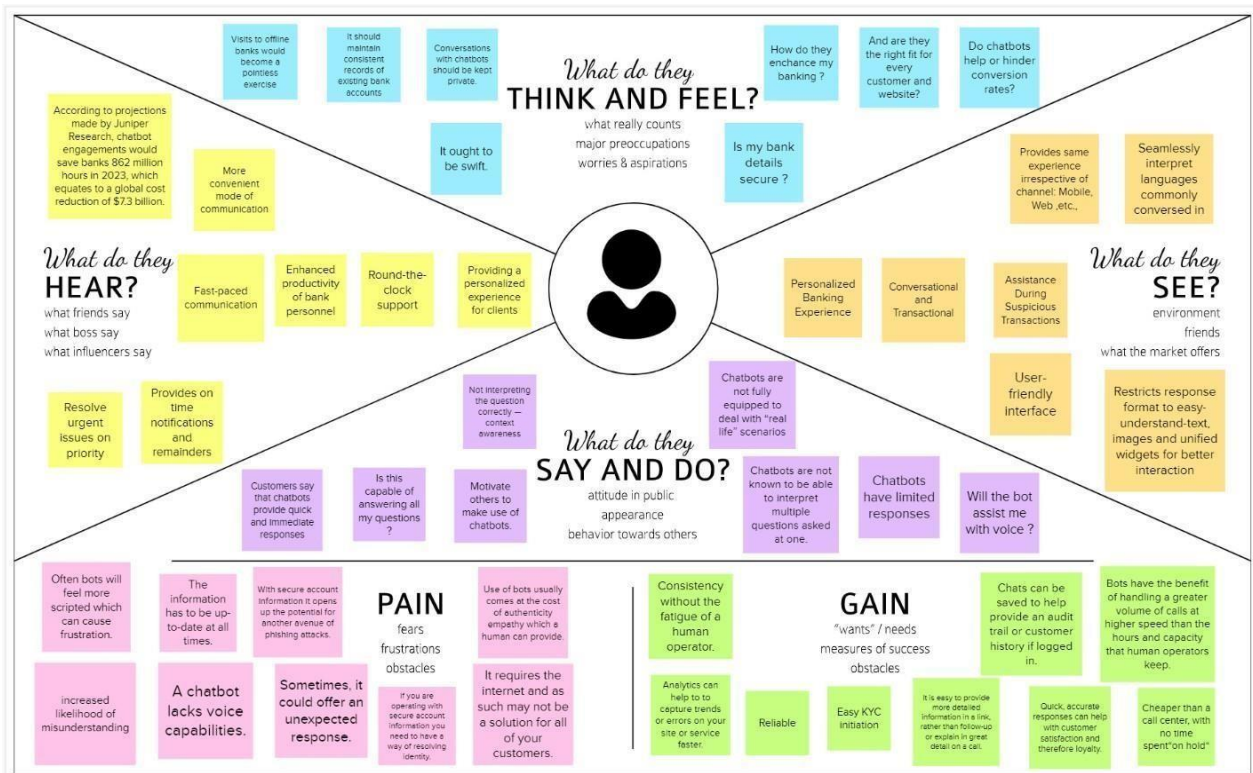 Visits to offline
banks would
become a
pointless
exercise
It should
maintain
consistent
records of
existing bank
accounts
Conversations
with chatbots
should be kept
private.
It ought to
be swift.
What do they
THINK AND FEEL?
what really counts
major preoccupations
worries & aspirations
How do they
enchance my
banking ?
And are they
the right fit for
every
customer and
website?
Do chatbots
help or hinder
conversion
rates?
Is my bank
details
secure ?
According to projections
made by Juniper
Research, chatbot
engagements would
save banks 862 million
hours in 2023, which
equates to a global cost
reduction of $7.3 billion.
More
convenient
mode of
communication
What do they
HEAR?
what friends say
what boss say
what influencers say
Fast-paced
communication
Enhanced
productivity
of bank
personnel
Round-the-
clock
support
Providing a
personalized
experience
for clients
Resolve
urgent
issues on
priority
Provides on
time
notifications
and
remainders
Provides same
experience
irrespective of
channel: Mobile,
Web ,etc.,
Seamlessly
interpret
languages
commonly
conversed in
Personalized
Banking
Experience
Conversational
and
Transactional
Assistance
During
Suspicious
Transactions
What do they
SEE?
environment
friends
what the market offers
User-
friendly
interface
Restricts response
format to easy-
understand-text,
images and unified
widgets for better
interaction
Not interpreting
the question
correctly —
context
awareness
Chatbots are
not fully
equipped to
deal with "real
life" scenarios
What do they
SAY AND DO?
attitude in public
appearance
behavior towards others
Customers say
that chatbots
provide quick
and immediate
responses
Is this
capable of
answering all
my questions
?
Motivate
others to
make use of
chatbots.
Chatbots are not
known to be able
to interpret
multiple
questions asked
at one.
Chatbots
have limited
responses
Will the bot
assist me
with voice ?
Often bots will
feel more
scripted which
can cause
frustration.
The
information
has to be up-
to-date at all
times.
With secure account
information it opens
up the potential for
another avenue of
phishing attacks.
PAIN
fears
frustrations
obstacles
Use of bots usually
comes at the cost
of authenticity
empathy which
a human can
provide.
increased
likelihood of
misunderstanding
A chatbot
lacks voice
capabilities.
Sometimes, it
could offer an
unexpected
response.
If you are
operating with
secure account
information you
need to have a
way of resolving
identity.
It requires the
internet and as
such may not be
a solution for all
of your
customers.
Consistency
without the
fatigue of a
human
operator.
GAIN
"wants" / needs
measures of success
obstacles
Chats can be
saved to help
provide an audit
trail or customer
history if logged
in.
Bots have the benefit
of handling a greater
volume of calls at
higher speed than the
hours and capacity
that human operators
keep.
Analytics can
help to to
capture trends
or errors on your
site or service
faster.
Reliable
Easy KYC
initiation
It is easy to provide
more detailed
information in a link,
rather than follow-up
or explain in great
detail on a call.
Quick, accurate
responses can help
with customer
satisfaction and
therefore loyalty.
Cheaper than a
call center, with
no time
spent"on hold"